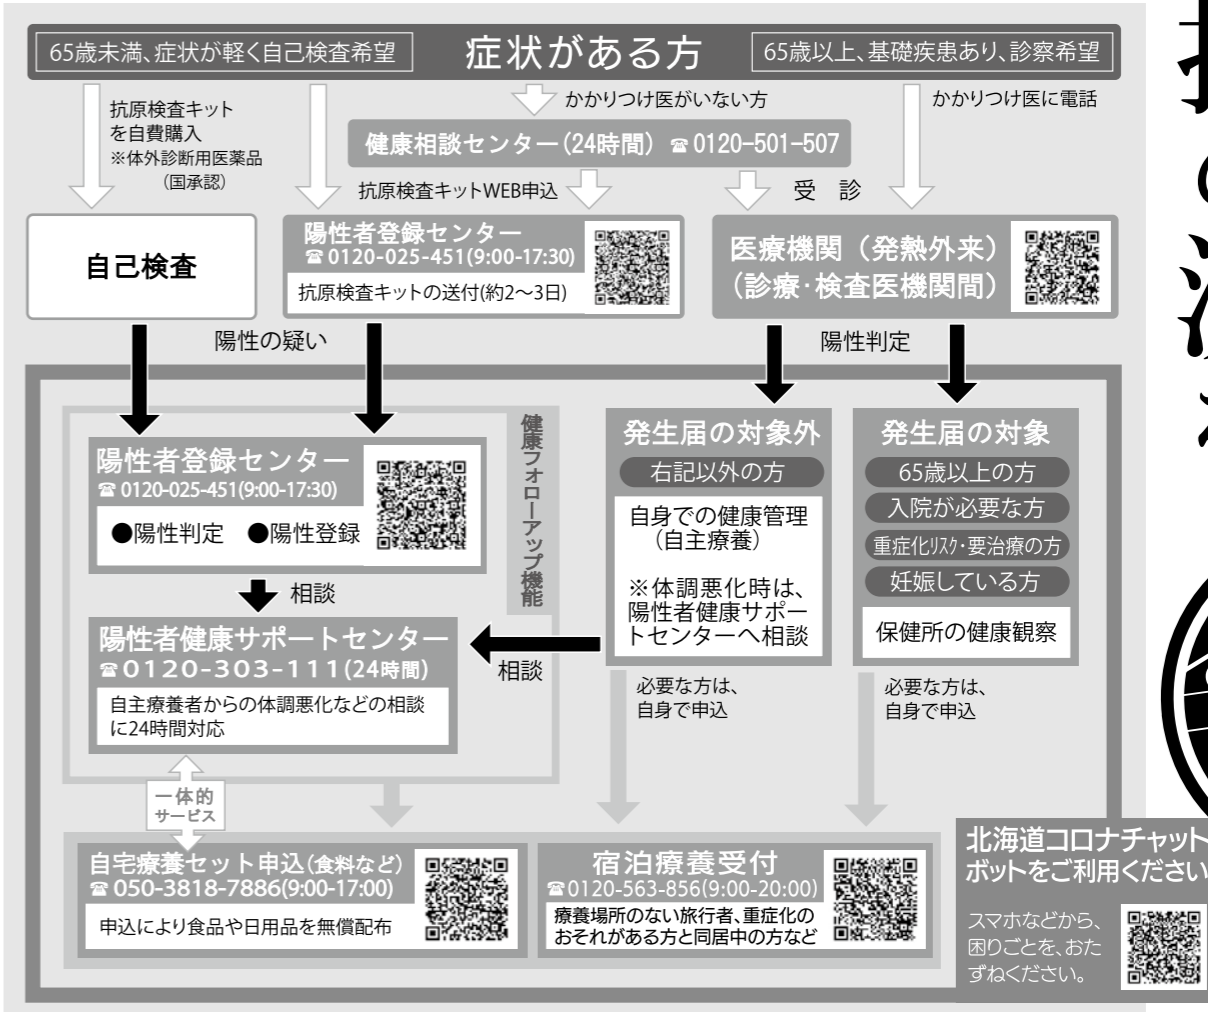 65歳未満、症状が軽く自己検査希望
症状がある方
65歳以上、基礎疾患あり、診察希望
抗原検査キット
を自費購入
※体外診断用医薬品
(国承認)
かかりつけ医がいない方
かかりつけ医に電話
健康相談センター(24時間) ☎0120-501-507
抗原検査キットWEB申込
受 診
自己検査
陽性者登録センター
☎0120-025-451(9:00-17:30)
抗原検査キットの送付(約2〜3日)
医療機関(発熱外来)
(診療・検査医機関間)
陽性の疑い
陽性判定
健康フォローアップ機能
陽性者登録センター
☎0120-025-451(9:00-17:30)
●陽性判定 ●陽性登録
相談
陽性者健康サポートセンター
☎0120-303-111(24時間)
自主療養者からの体調悪化などの相談
に24時間対応
相談
発生届の対象外
右記以外の方
自身での健康管理
(自主療養)
※体調悪化時は、
陽性者健康サポー
トセンターへ相談
発生届の対象
65歳以上の方
入院が必要な方
重症化リスク・要治療の方
妊娠している方
保健所の健康観察
必要な方は、
自身で申込
必要な方は、
自身で申込
一体的
サービス
自宅療養セット申込(食料など)
☎050-3818-7886(9:00-17:00)
申込により食品や日用品を無償配布
宿泊療養受付
☎0120-563-856(9:00-20:00)
療養場所のない旅行者、重症化の
おそれがある方と同居中の方など
北海道コロナチャット
ボットをご利用ください
スマホなどから、
困りごとを、おた
ずねください。